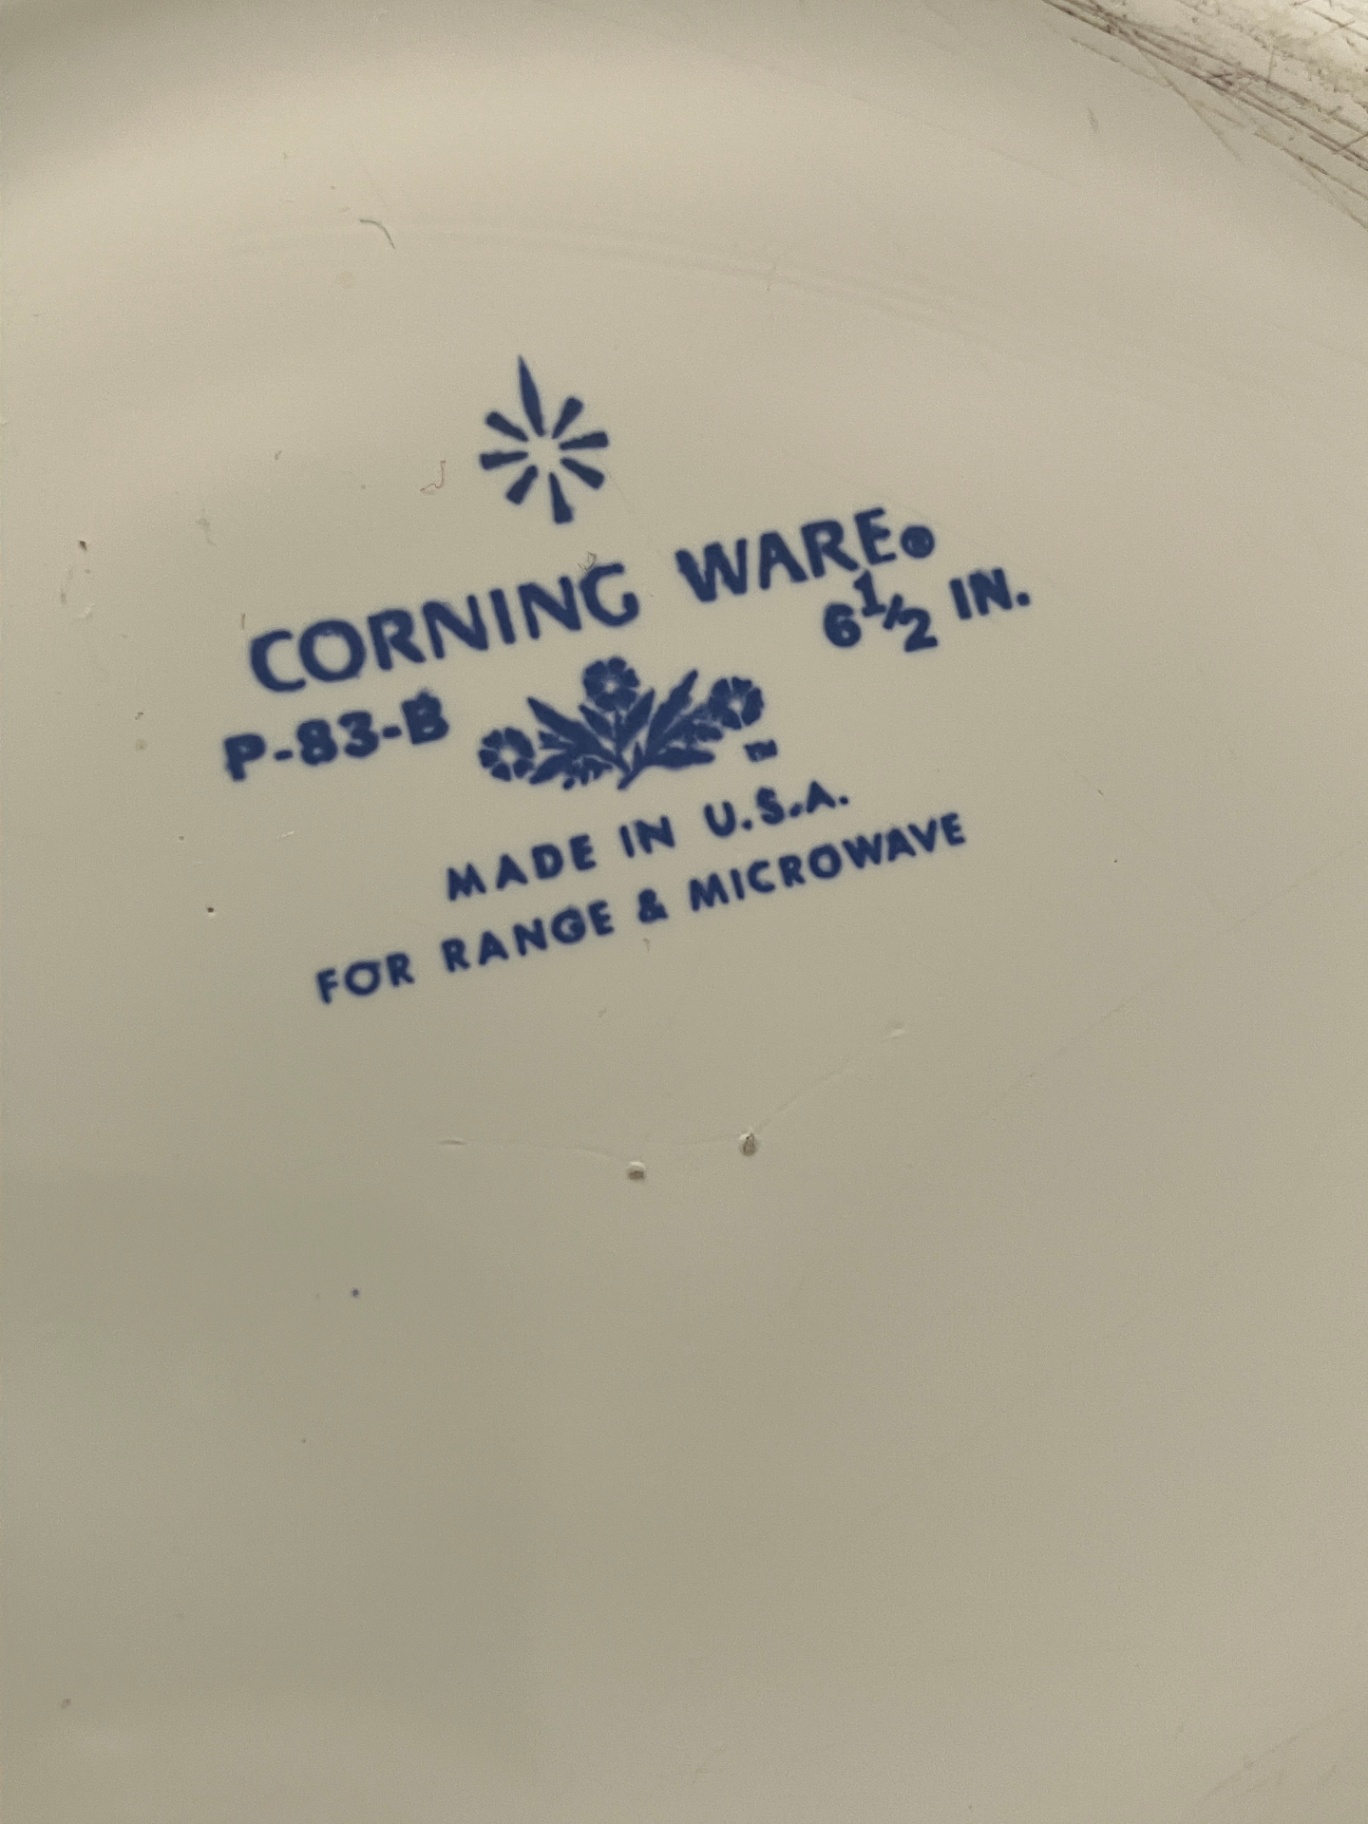 CORNING WARE®
6 1/2 IN.
P-83-B
TM
MADE IN U.S.A.
FOR RANGE & MICROWAVE